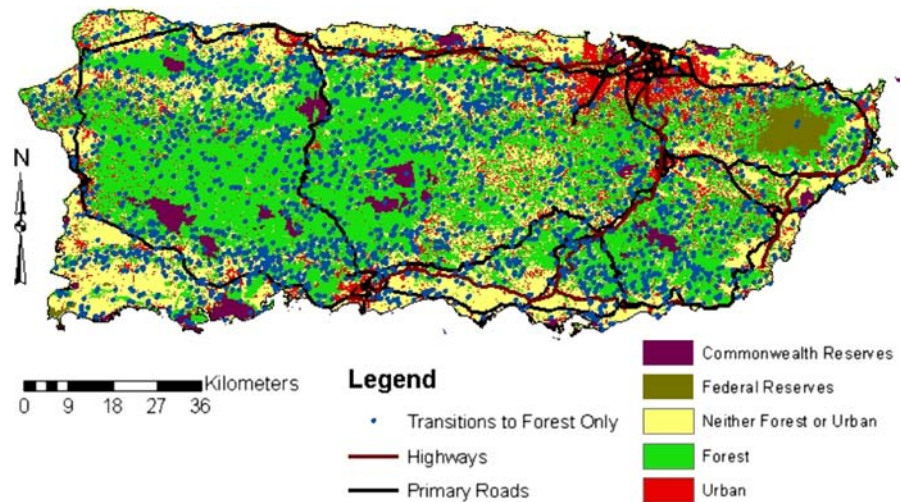 N
Kilometers
0 9 18 27 36
Legend
Transitions to Forest Only
Highways
Primary Roads
Commonwealth Reserves
Federal Reserves
Neither Forest or Urban
Forest
Urban